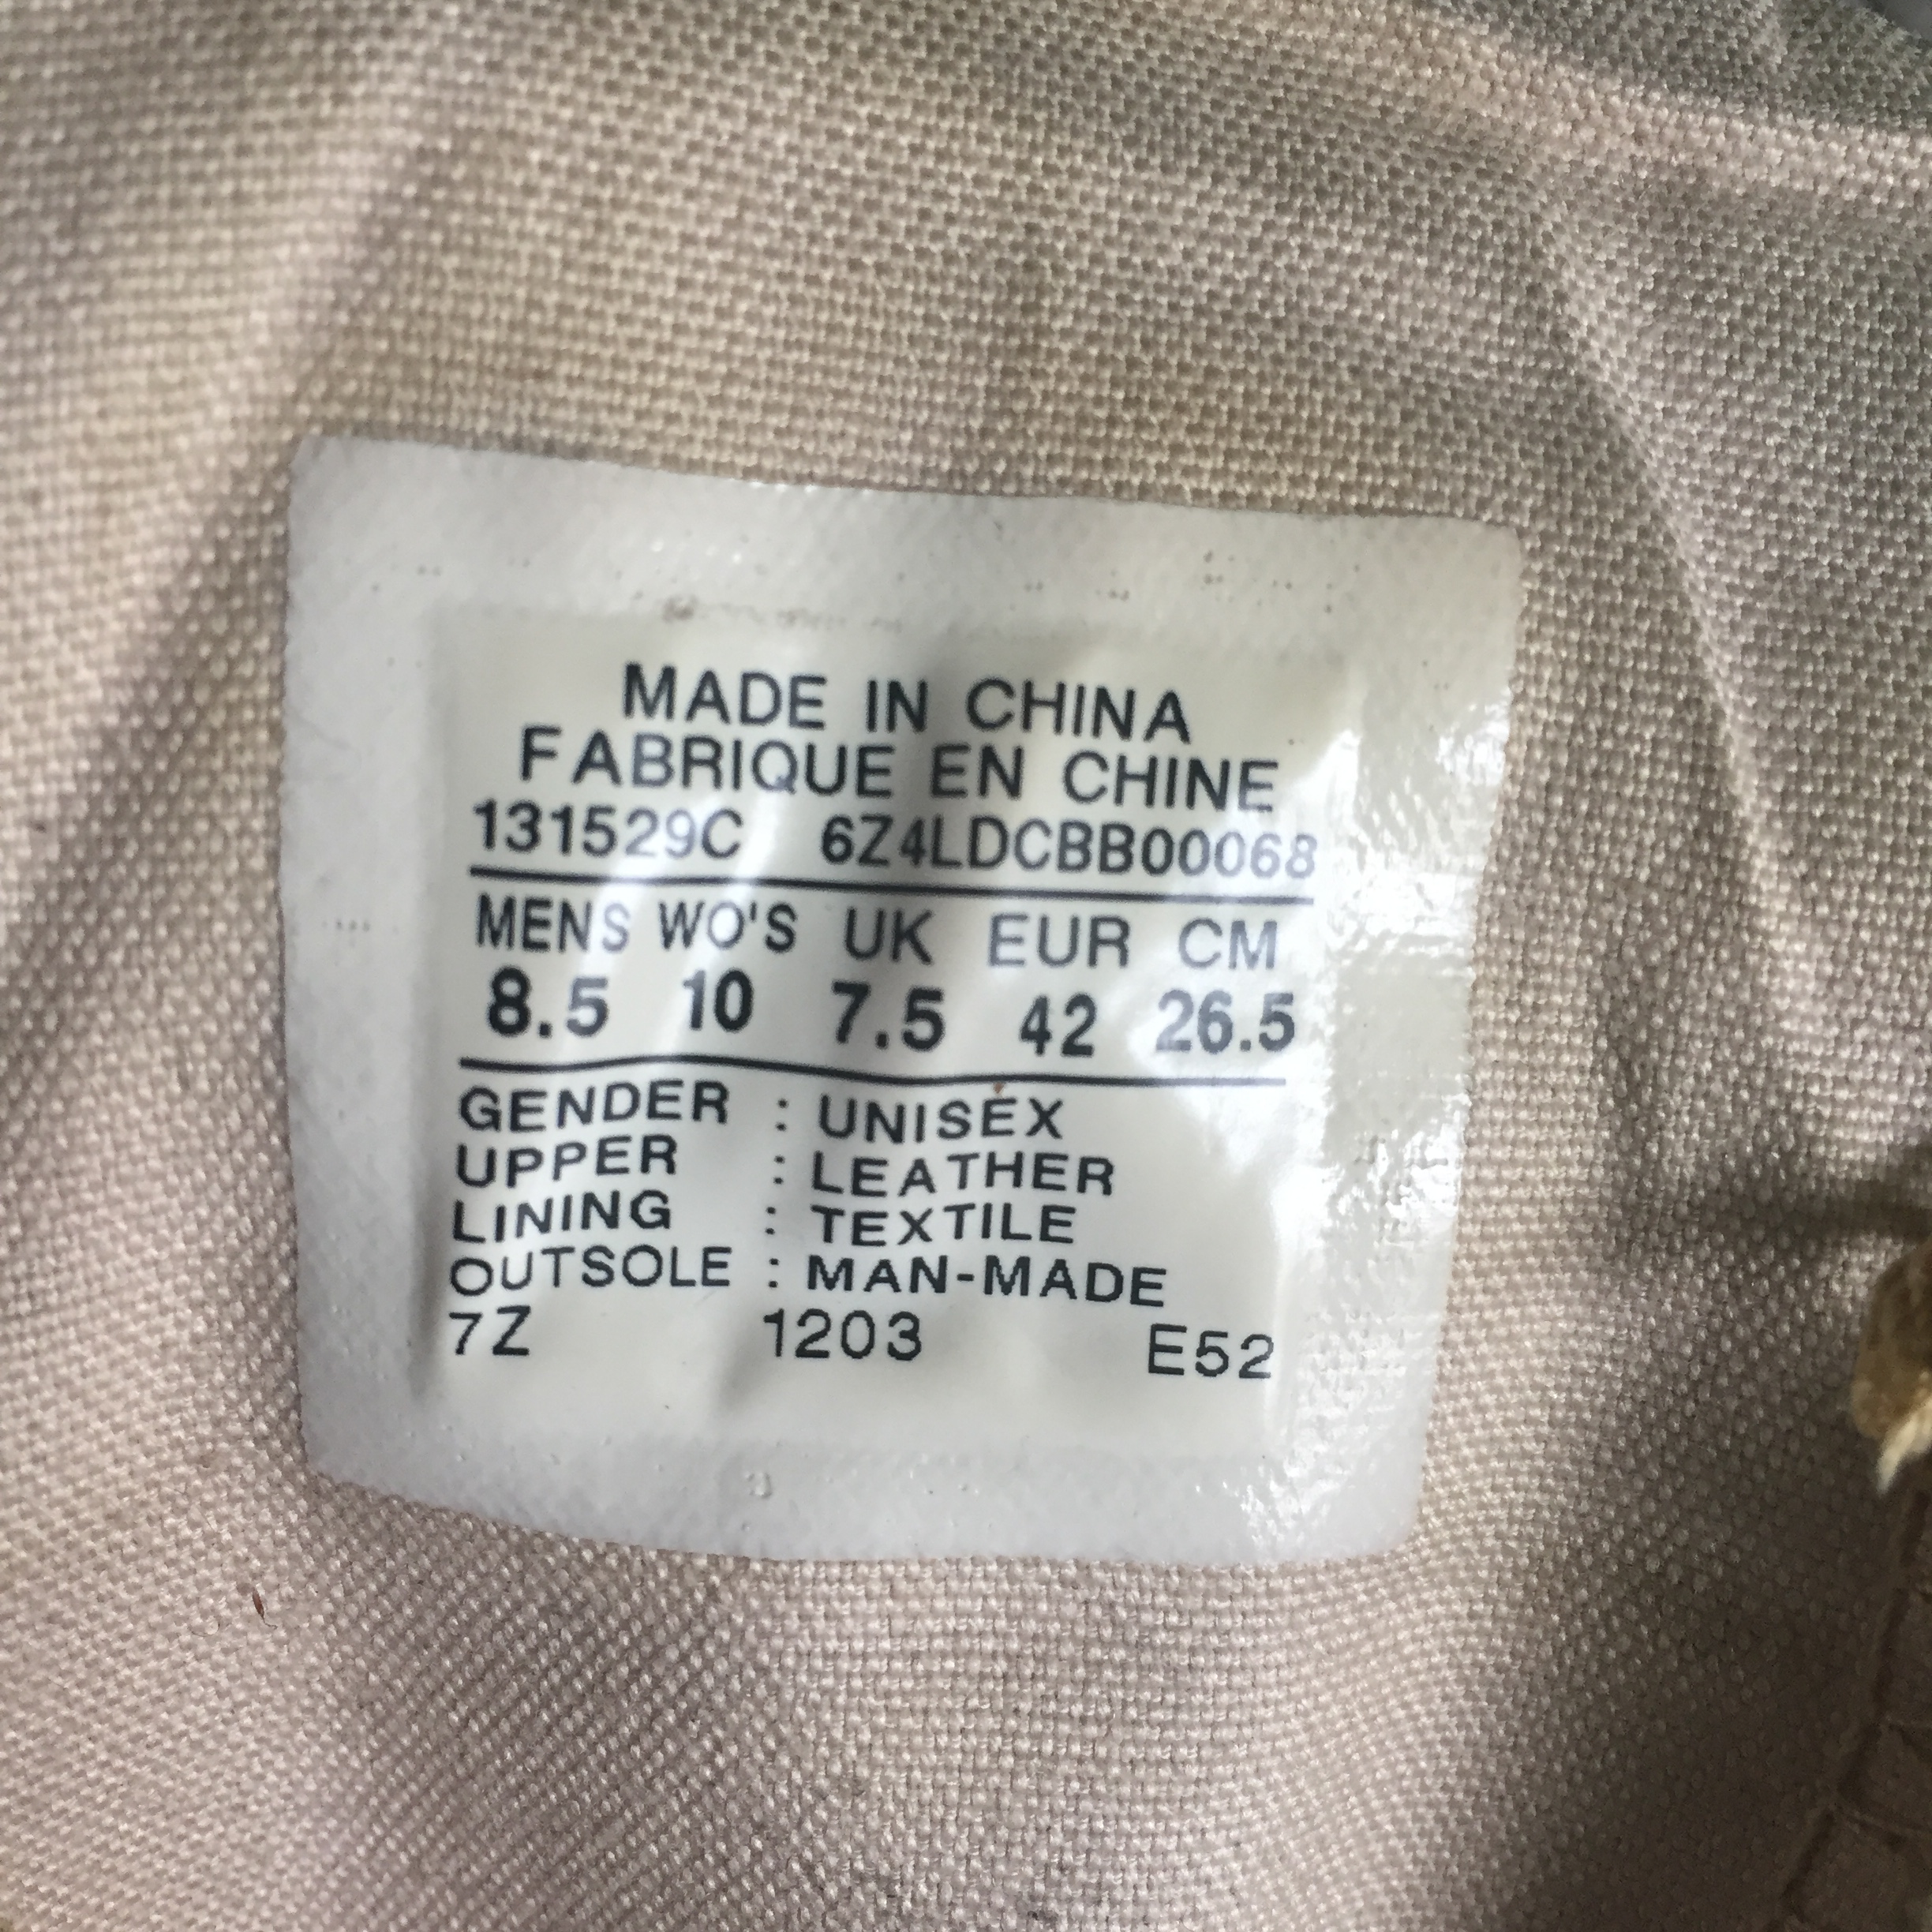 MADE IN CHINA
FABRIQUE EN CHINE
131529C 6Z4LDCBB00068
MENS WO'S UK EUR CM
8.5 10 7.5 42 26.5
GENDER : UNISEX
UPPER : LEATHER
LINING : TEXTILE
OUTSOLE : MAN-MADE
7Z 1203 E52